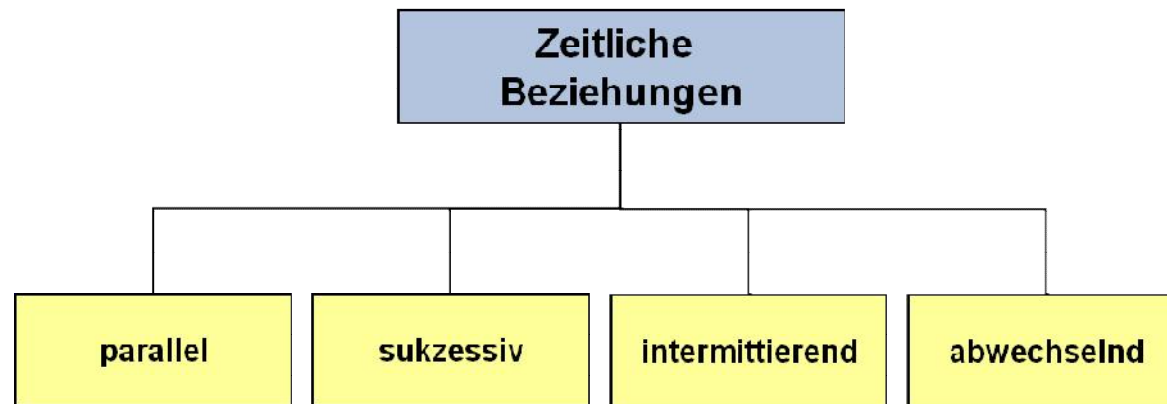 Zeitliche
Beziehungen
parallel
sukzessiv
intermittierend
abwechselnd